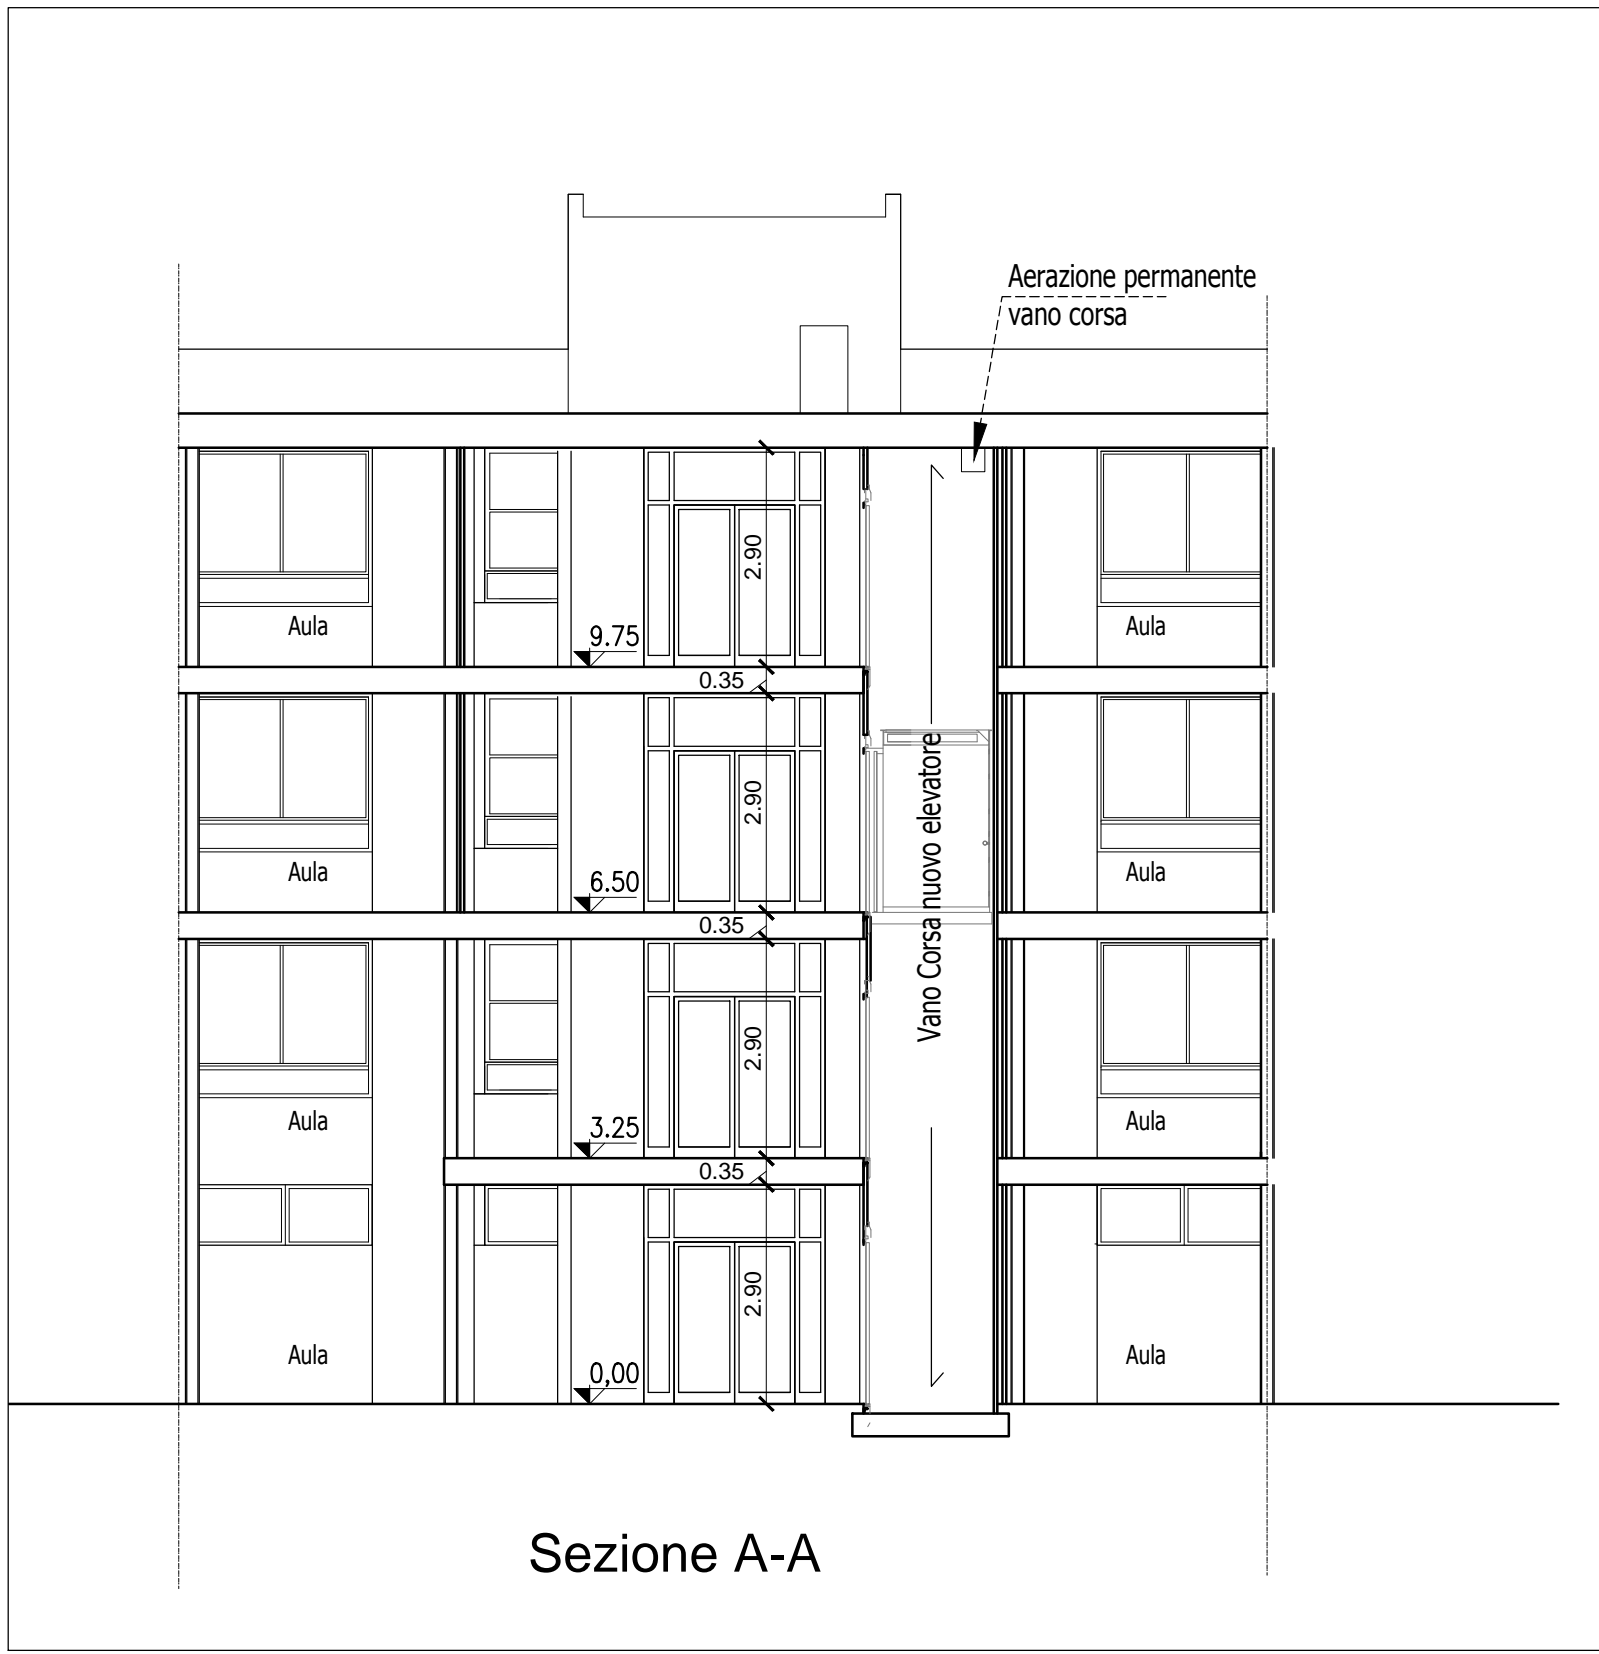 Aerazione permanente
vano corsa
2.90
Aula
9.75
Aula
0.35
2.90
Vano Corsa nuovo elevatore
Aula
6.50
Aula
0.35
2.90
Aula
3.25
Aula
0.35
2.90
Aula
0,00
Aula
Sezione A-A